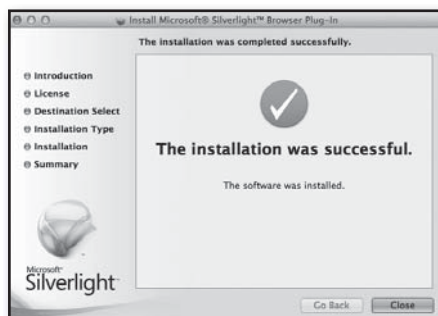 Install Microsoft® Silverlight™ Browser Plug-In
The installation was completed successfully.
Introduction
License
Destination Select
Installation Type
Installation
Summary
The installation was successful.
The software was installed.
Microsoft®
Silverlight™
Go Back
Close